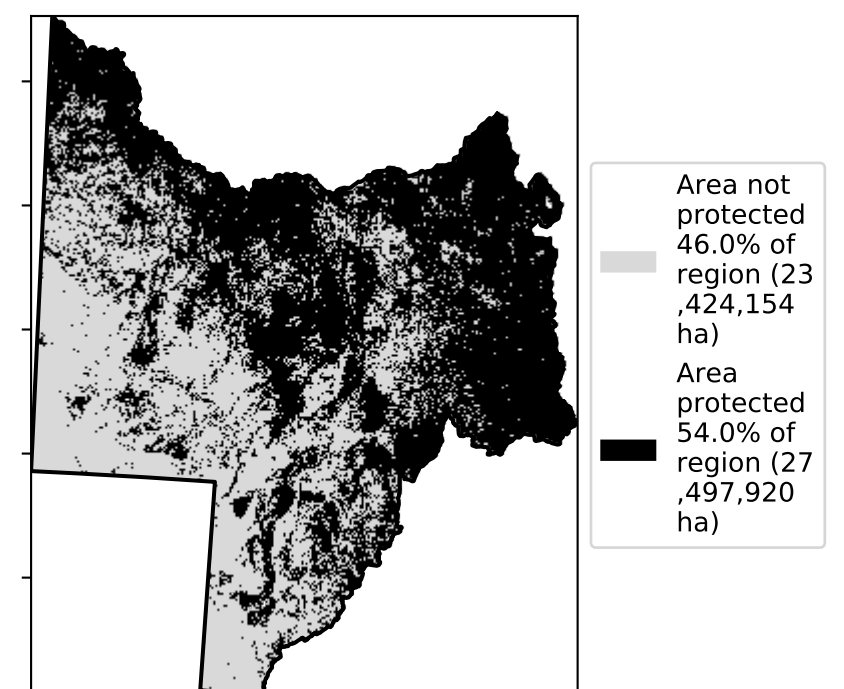 Area not
protected
46.0% of
region (23
,424,154
ha)
Area
protected
54.0% of
region (27
,497,920
ha)